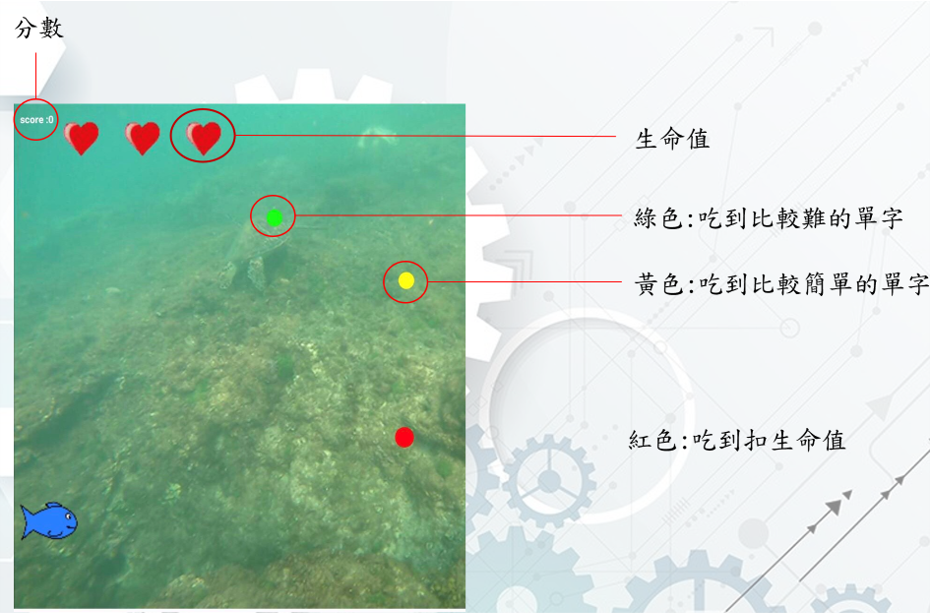 分數
score :0
生命值
綠色:吃到比較難的單字
黃色:吃到比較簡單的單字
紅色:吃到扣生命值